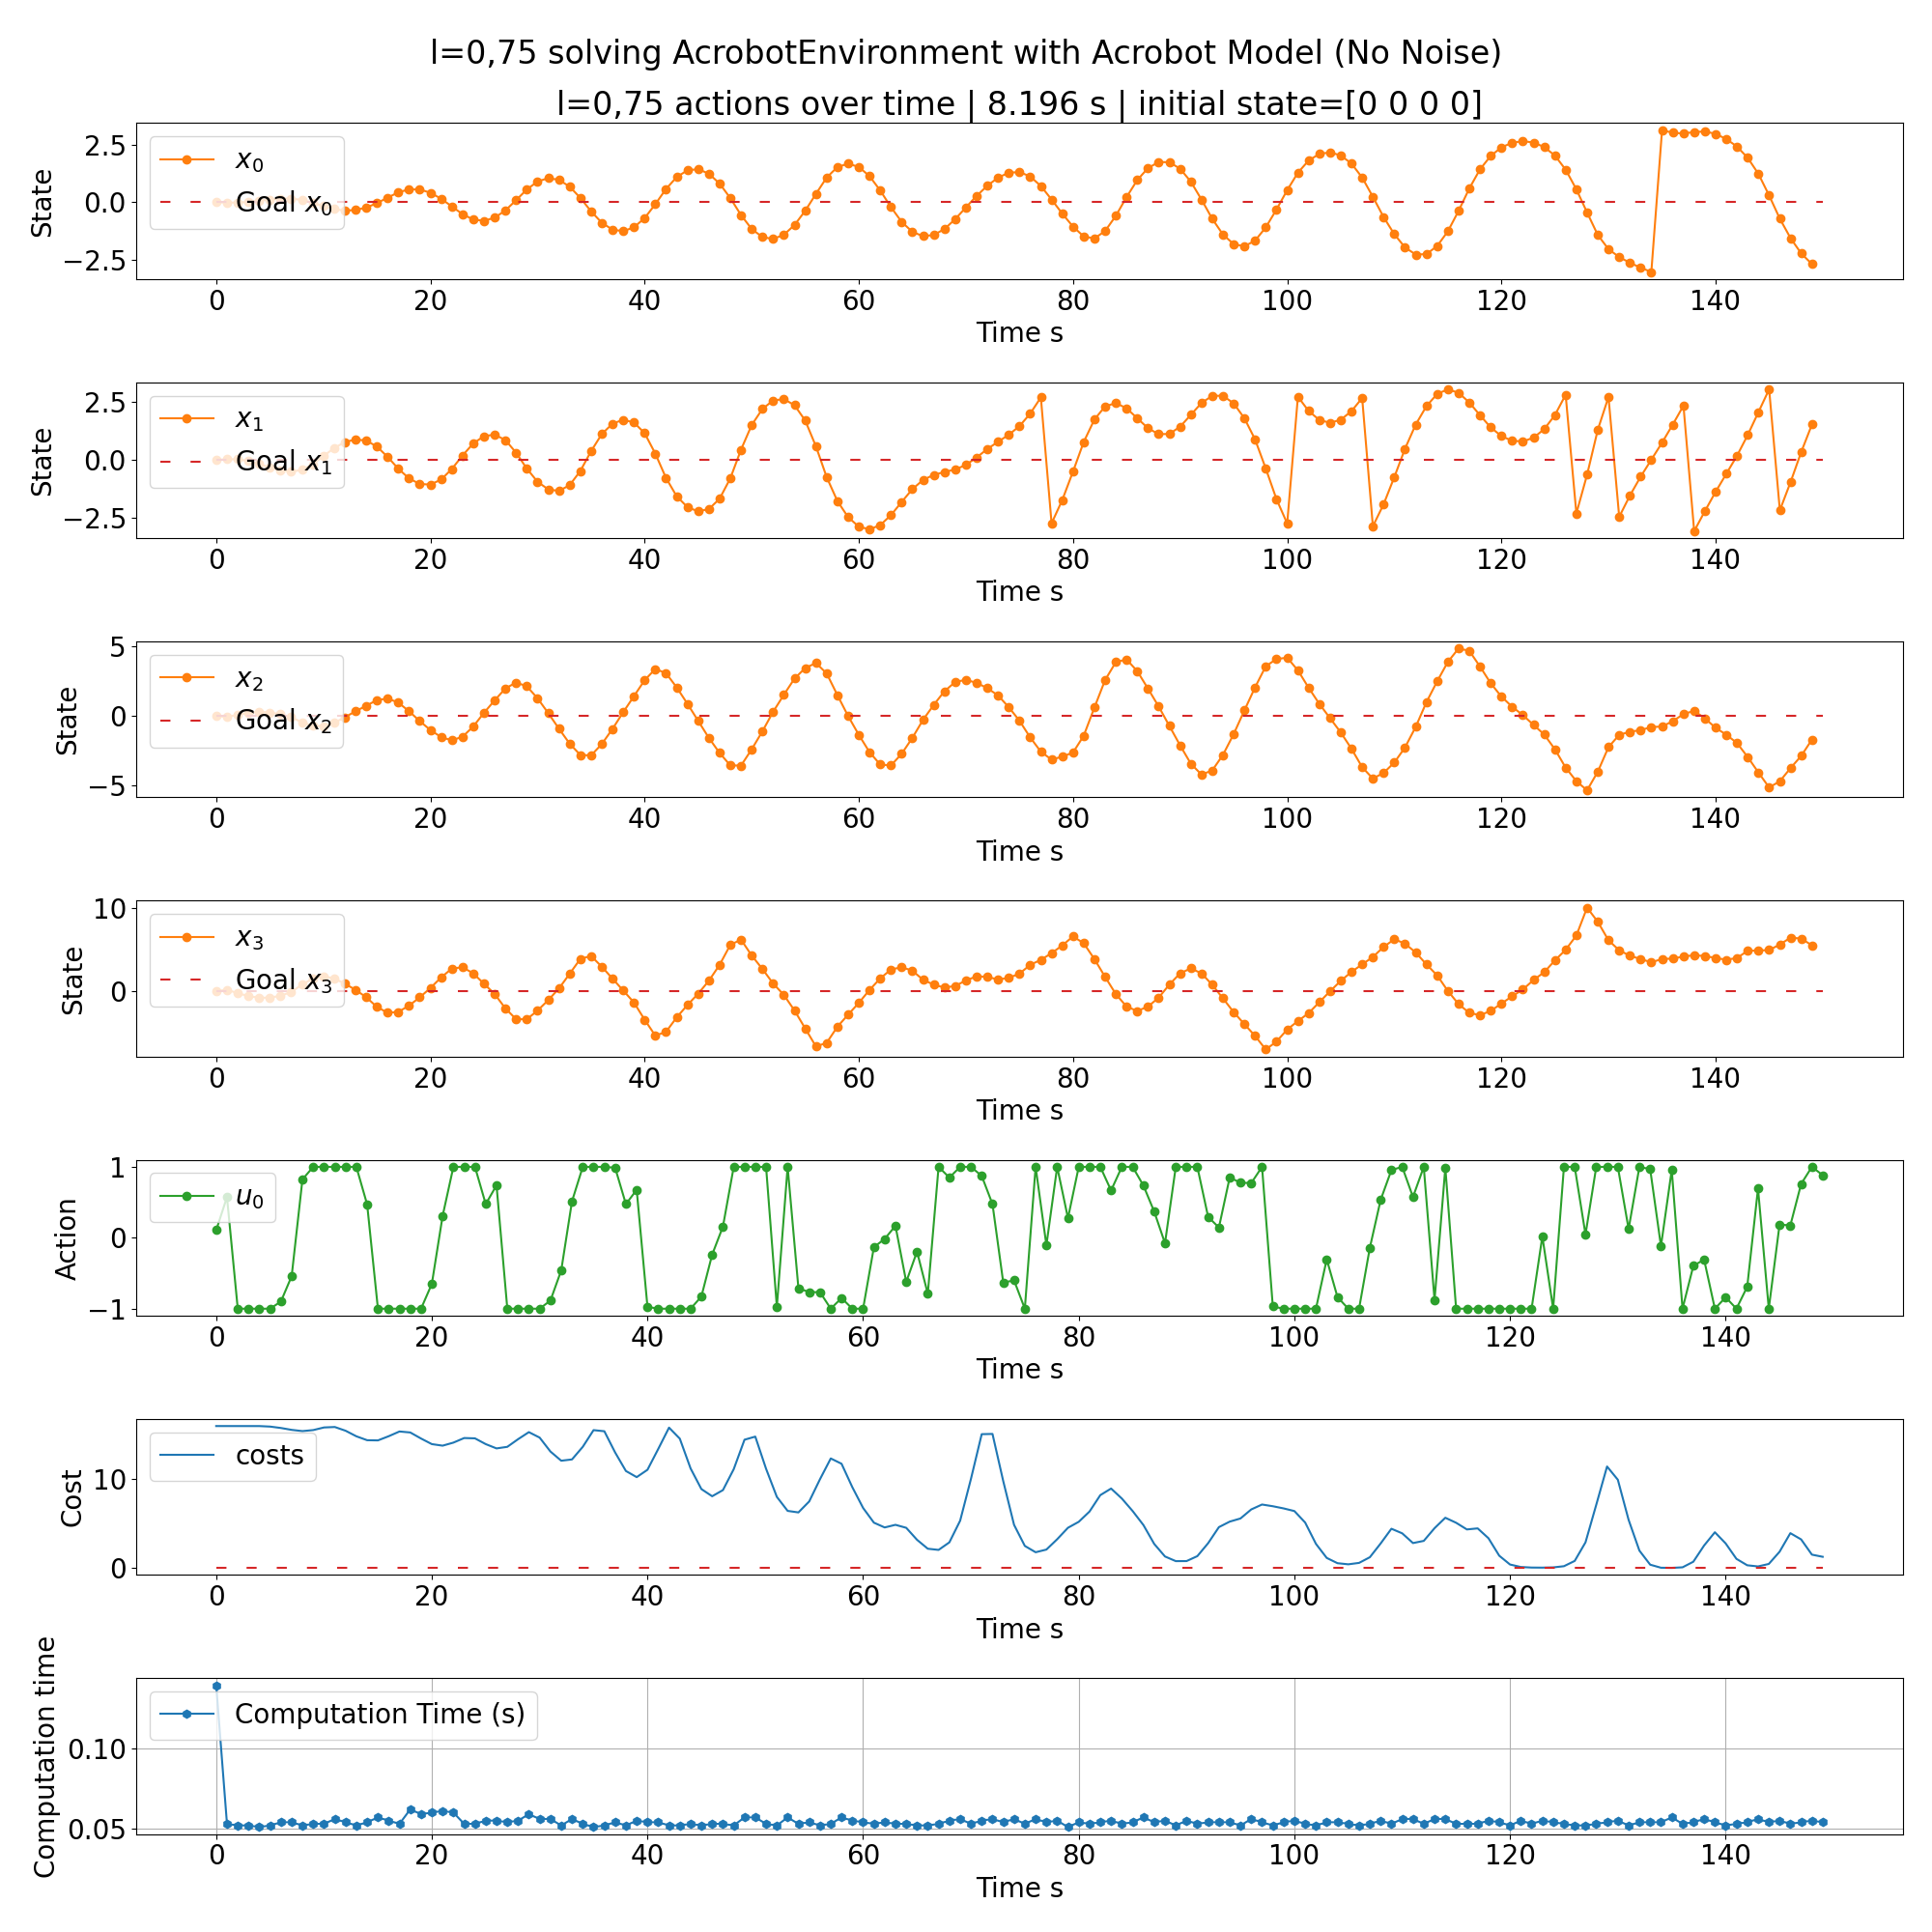 l=0,75 solving AcrobotEnvironment with Acrobot Model (No Noise)
l=0,75 actions over time | 8.196 s | initial state=[0 0 0 0]
State
2.5
0.0
−2.5
x0
Goal x0
0 20 40 60 80 100 120 140
Time s
State
2.5
0.0
−2.5
x1
Goal x1
0 20 40 60 80 100 120 140
Time s
State
5
0
−5
x2
Goal x2
0 20 40 60 80 100 120 140
Time s
State
10
0
x3
Goal x3
0 20 40 60 80 100 120 140
Time s
Action
1
0
−1
u0
0 20 40 60 80 100 120 140
Time s
Cost
10
0
costs
0 20 40 60 80 100 120 140
Time s
Computation time
0.10
0.05
Computation Time (s)
0 20 40 60 80 100 120 140
Time s